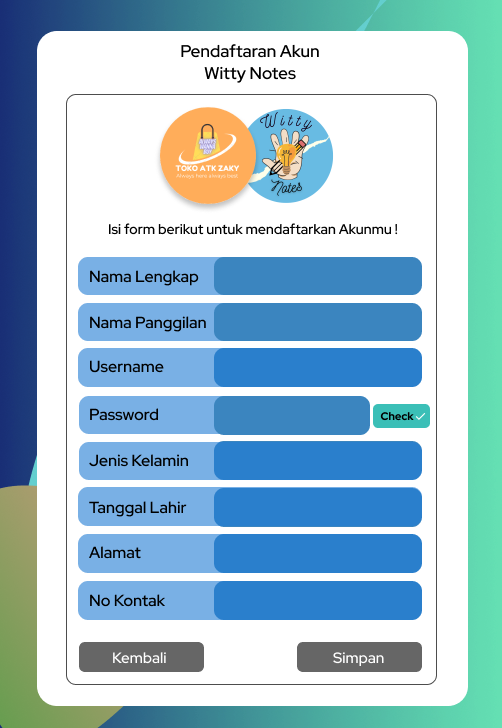 Pendaftaran Akun
Witty Notes
Witty
TOKO ATK ZAKY
Notes
Isi form berikut untuk mendaftarkan Akunmu !
Nama Lengkap
Nama Panggilan
Username
Password
Check
Jenis Kelamin
Tanggal Lahir
Alamat
No Kontak
Kembali
Simpan